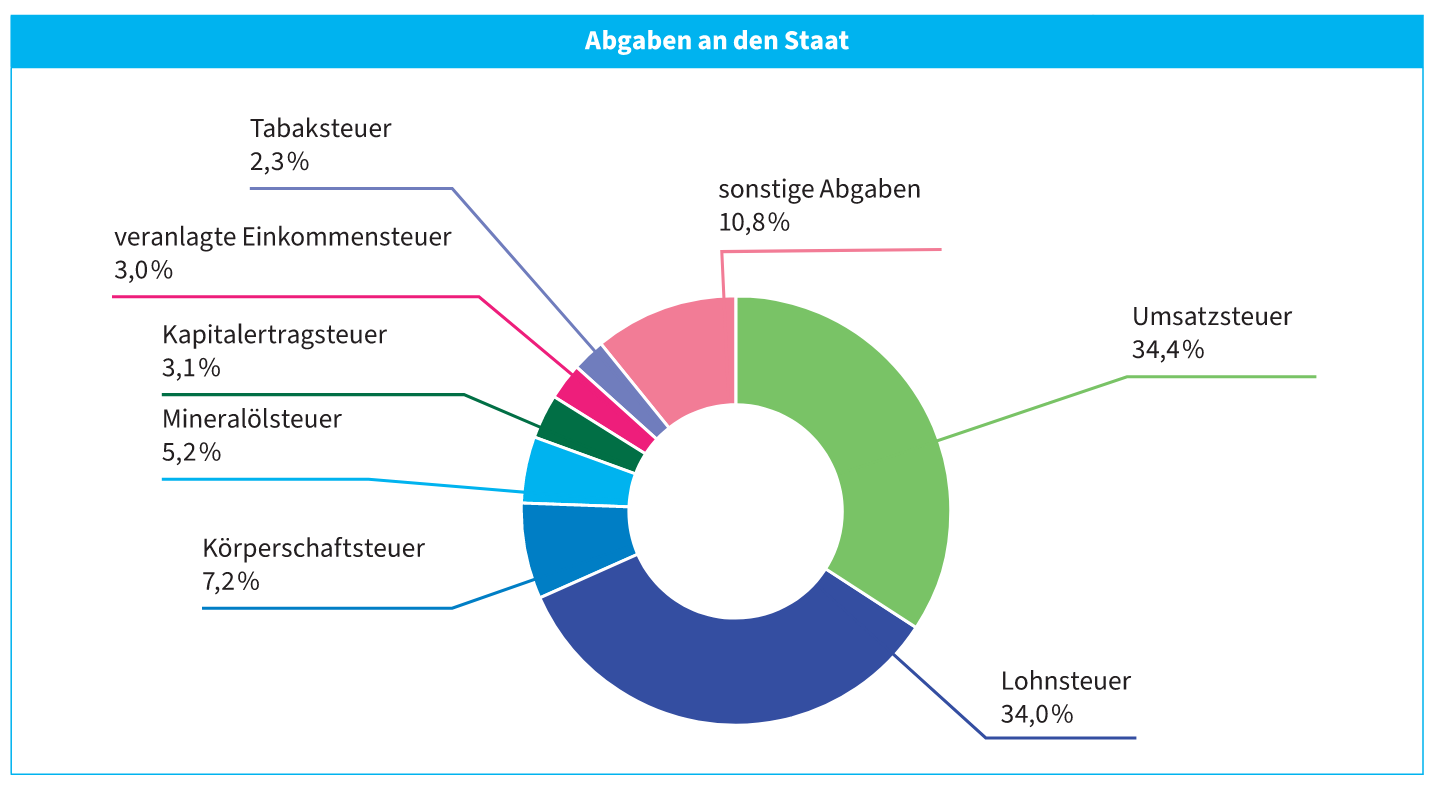 Abgaben an den Staat
Tabaksteuer
2,3 %
sonstige Abgaben
10,8 %
veranlagte Einkommensteuer
3,0 %
Umsatzsteuer
34,4 %
Kapitalertragsteuer
3,1 %
Mineralölsteuer
5,2 %
Körperschaftsteuer
7,2 %
Lohnsteuer
34,0 %